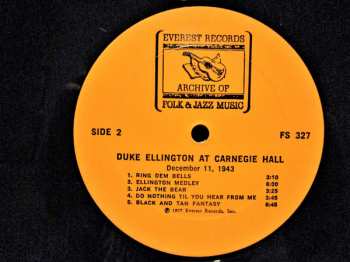 EVEREST RECORDS
ARCHIVE OF
FOLK & JAZZ MUSIC
SIDE 2 FS 327
DUKE ELLINGTON AT CARNEGIE HALL
December 11, 1943
1. RING DEM BELLS 3:10
2. ELLINGTON MEDLEY 8:00
3. JACK THE BEAR 3:25
4. DO NOTHING TIL YOU HEAR FROM ME 3:45
5. BLACK AND TAN FANTASY 6:45
© 1977, Everest Records, Inc.